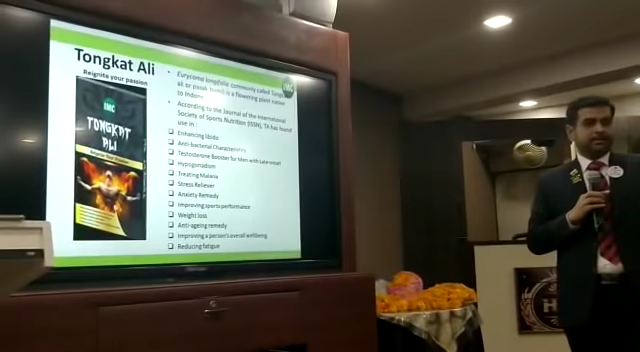 Tongkat Ali
Reignite your passion
IMC
TONGKAT
ALI
IMC
Eurycoma longifolia commonly called Tongkat
ali or pasak bumi) is a flowering plant native
to Indone
According to the Journal of the International
Society of Sports Nutrition (ISSN), TA has found
use in :
Enhancing libido
Anti-bacterial Characteristics
Testosterone Booster for Men with Late-onset
Hypogonadism
Treating Malaria
Stress Reliever
Anxiety Remedy
Improving sports performance
Weight loss
Anti-ageing remedy
Improving a person's overall wellbeing
Reducing fatigue
H